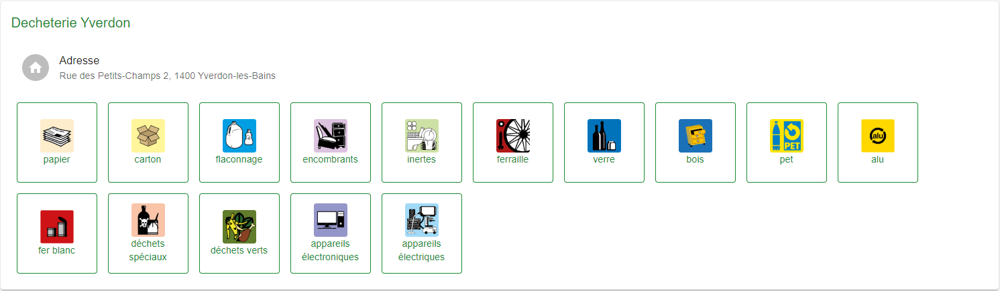 Decheterie Yverdon
Adresse
Rue des Petits-Champs 2, 1400 Yverdon-les-Bains
PET
alu
papier
carton
flaconnage
encombrants
inertes
ferraille
verre
bois
pet
alu
fer blanc
déchets
spéciaux
déchets verts
appareils
électroniques
appareils
électriques